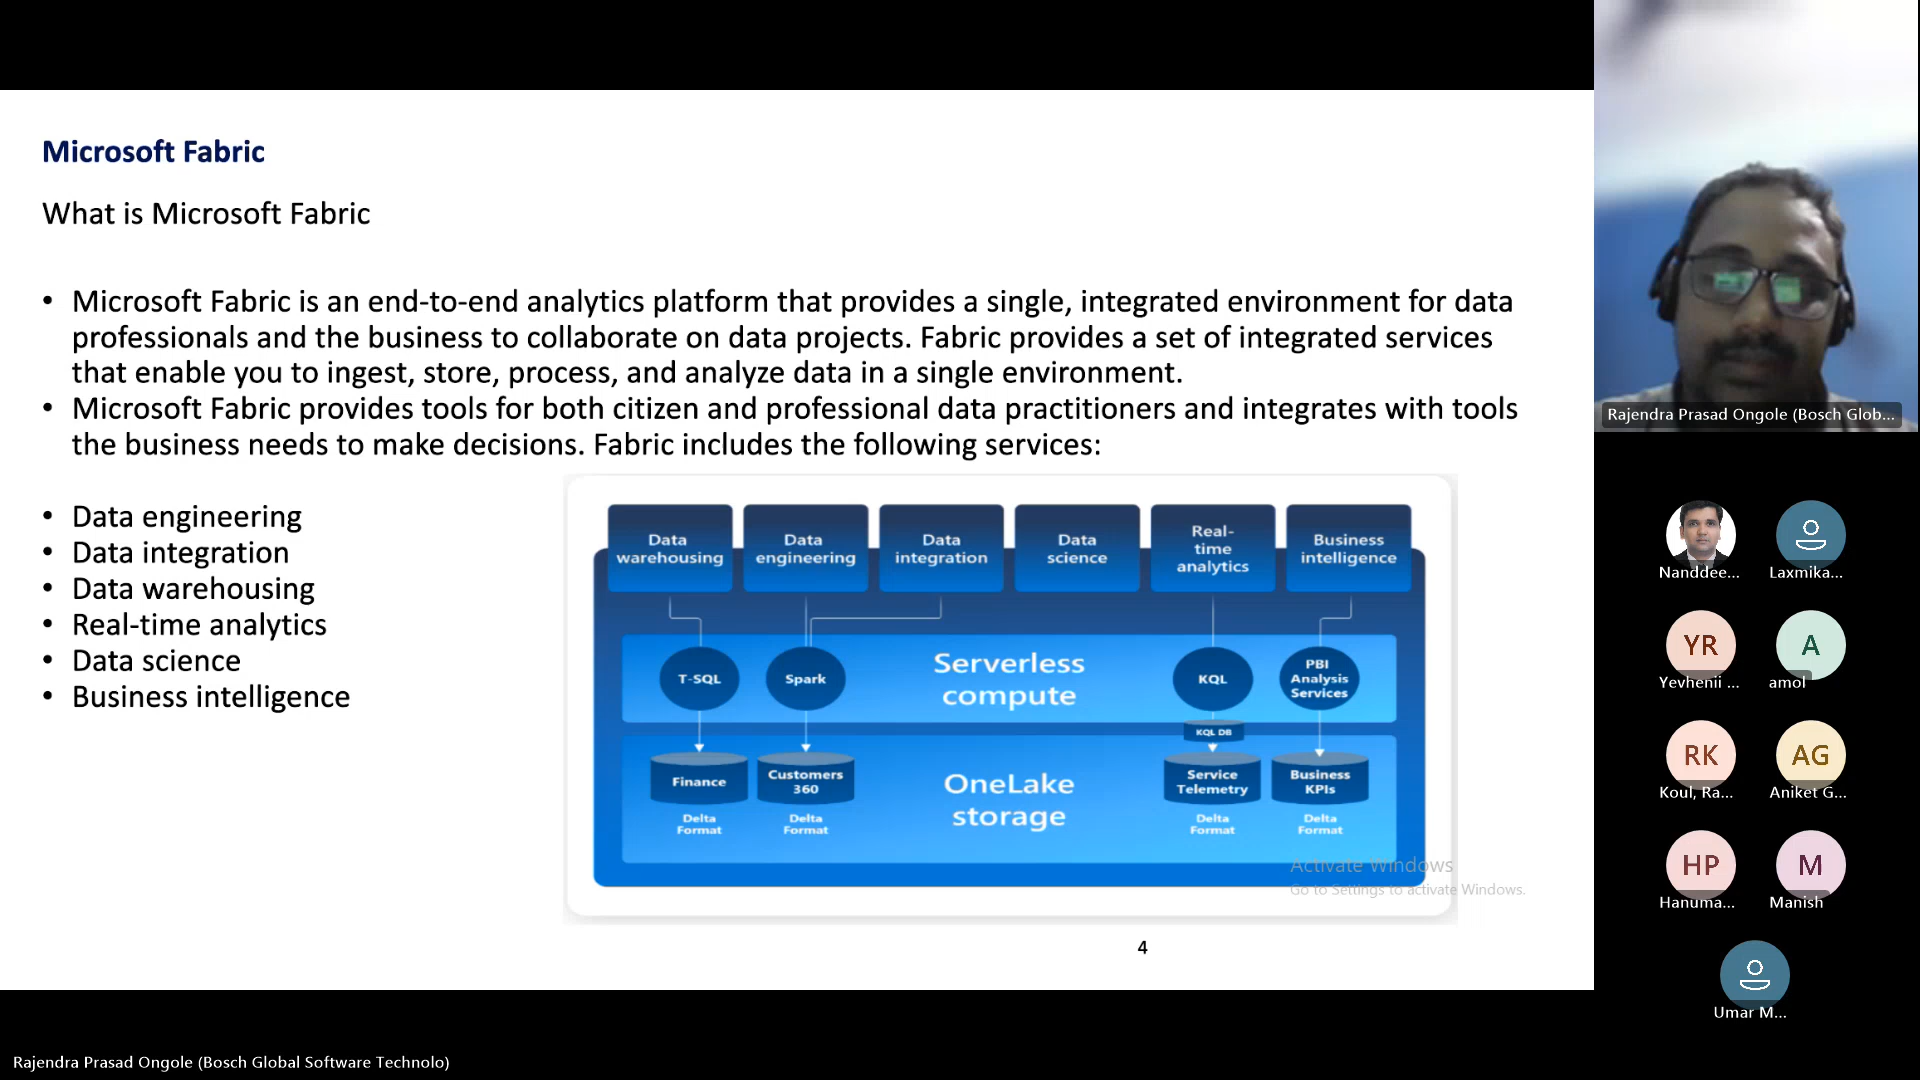 Microsoft Fabric
What is Microsoft Fabric
• Microsoft Fabric is an end-to-end analytics platform that provides a single, integrated environment for data
professionals and the business to collaborate on data projects. Fabric provides a set of integrated services
that enable you to ingest, store, process, and analyze data in a single environment.
• Microsoft Fabric provides tools for both citizen and professional data practitioners and integrates with tools
the business needs to make decisions. Fabric includes the following services:
• Data engineering
• Data integration
• Data warehousing
• Real-time analytics
• Data science
• Business intelligence
Data
warehousing
Data
engineering
Data
integration
Data
science
Real-
time
analytics
Business
intelligence
Serverless
compute
T-SQL
Spark
KQL
PBI
Analysis
Services
KQL DB
OneLake
storage
Finance
Customers
360
Service
Telemetry
Business
KPIs
Delta
Format
Delta
Format
Delta
Format
Delta
Format
Activate Windows
Go to Settings to activate Windows.
4
Rajendra Prasad Ongole (Bosch Glob...
Nanddee...
Laxmika...
YR
Yevhenii ...
A
amol
RK
Koul, Ra...
AG
Aniket G...
HP
Hanuma...
M
Manish
Umar M...
Rajendra Prasad Ongole (Bosch Global Software Technolo)